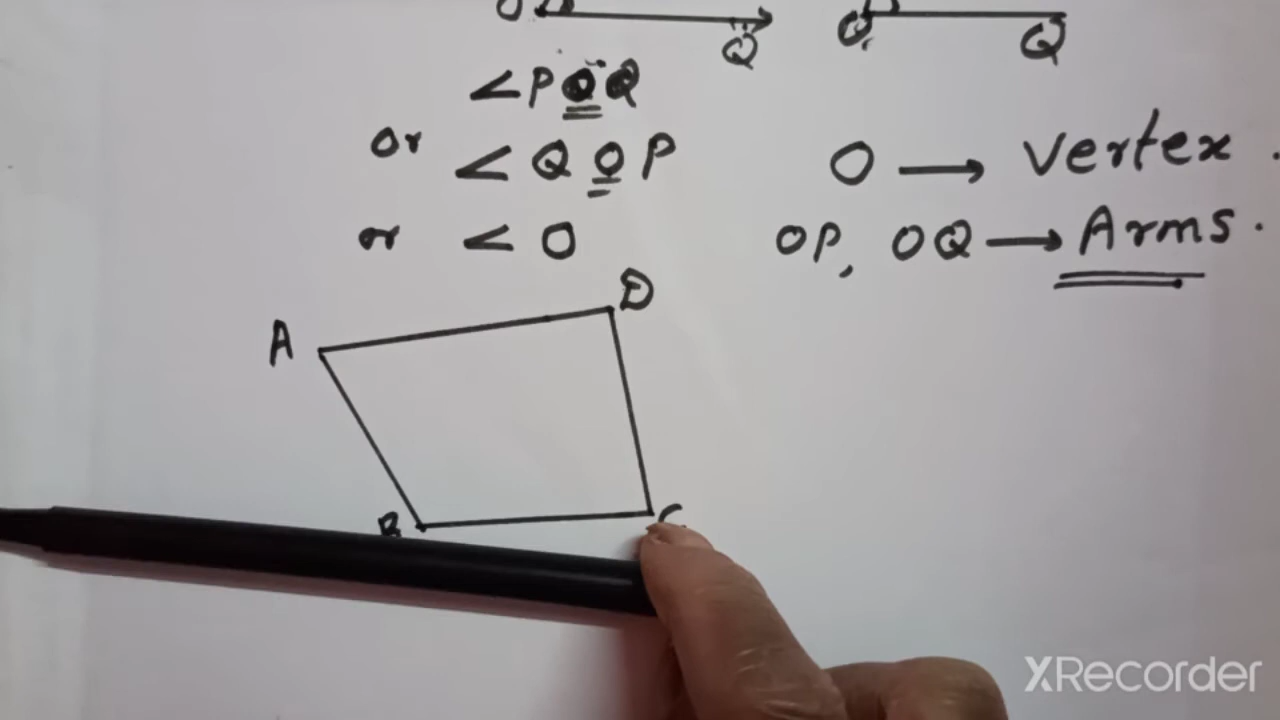 O Q O Q
<POQ
or <QOP O → Vertex.
or <O OP, OQ → Arms.
D
A
B C
XRecorder